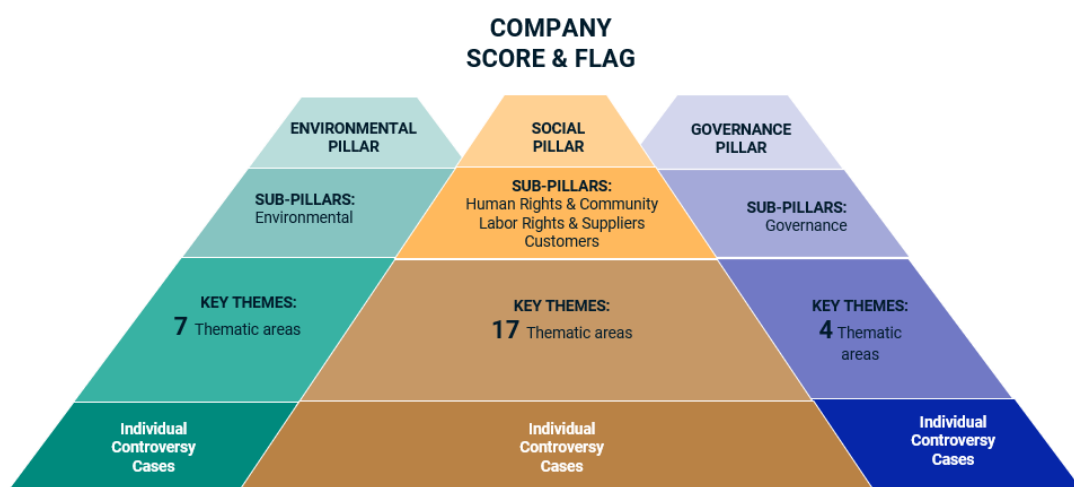 COMPANY
SCORE & FLAG
ENVIRONMENTAL
PILLAR
SOCIAL
PILLAR
GOVERNANCE
PILLAR
SUB-PILLARS:
Environmental
SUB-PILLARS:
Human Rights & Community
Labor Rights & Suppliers
Customers
SUB-PILLARS:
Governance
KEY THEMES:
7 Thematic areas
KEY THEMES:
17 Thematic areas
KEY THEMES:
4 Thematic
areas
Individual
Controversy
Cases
Individual
Controversy
Cases
Individual
Controversy
Cases